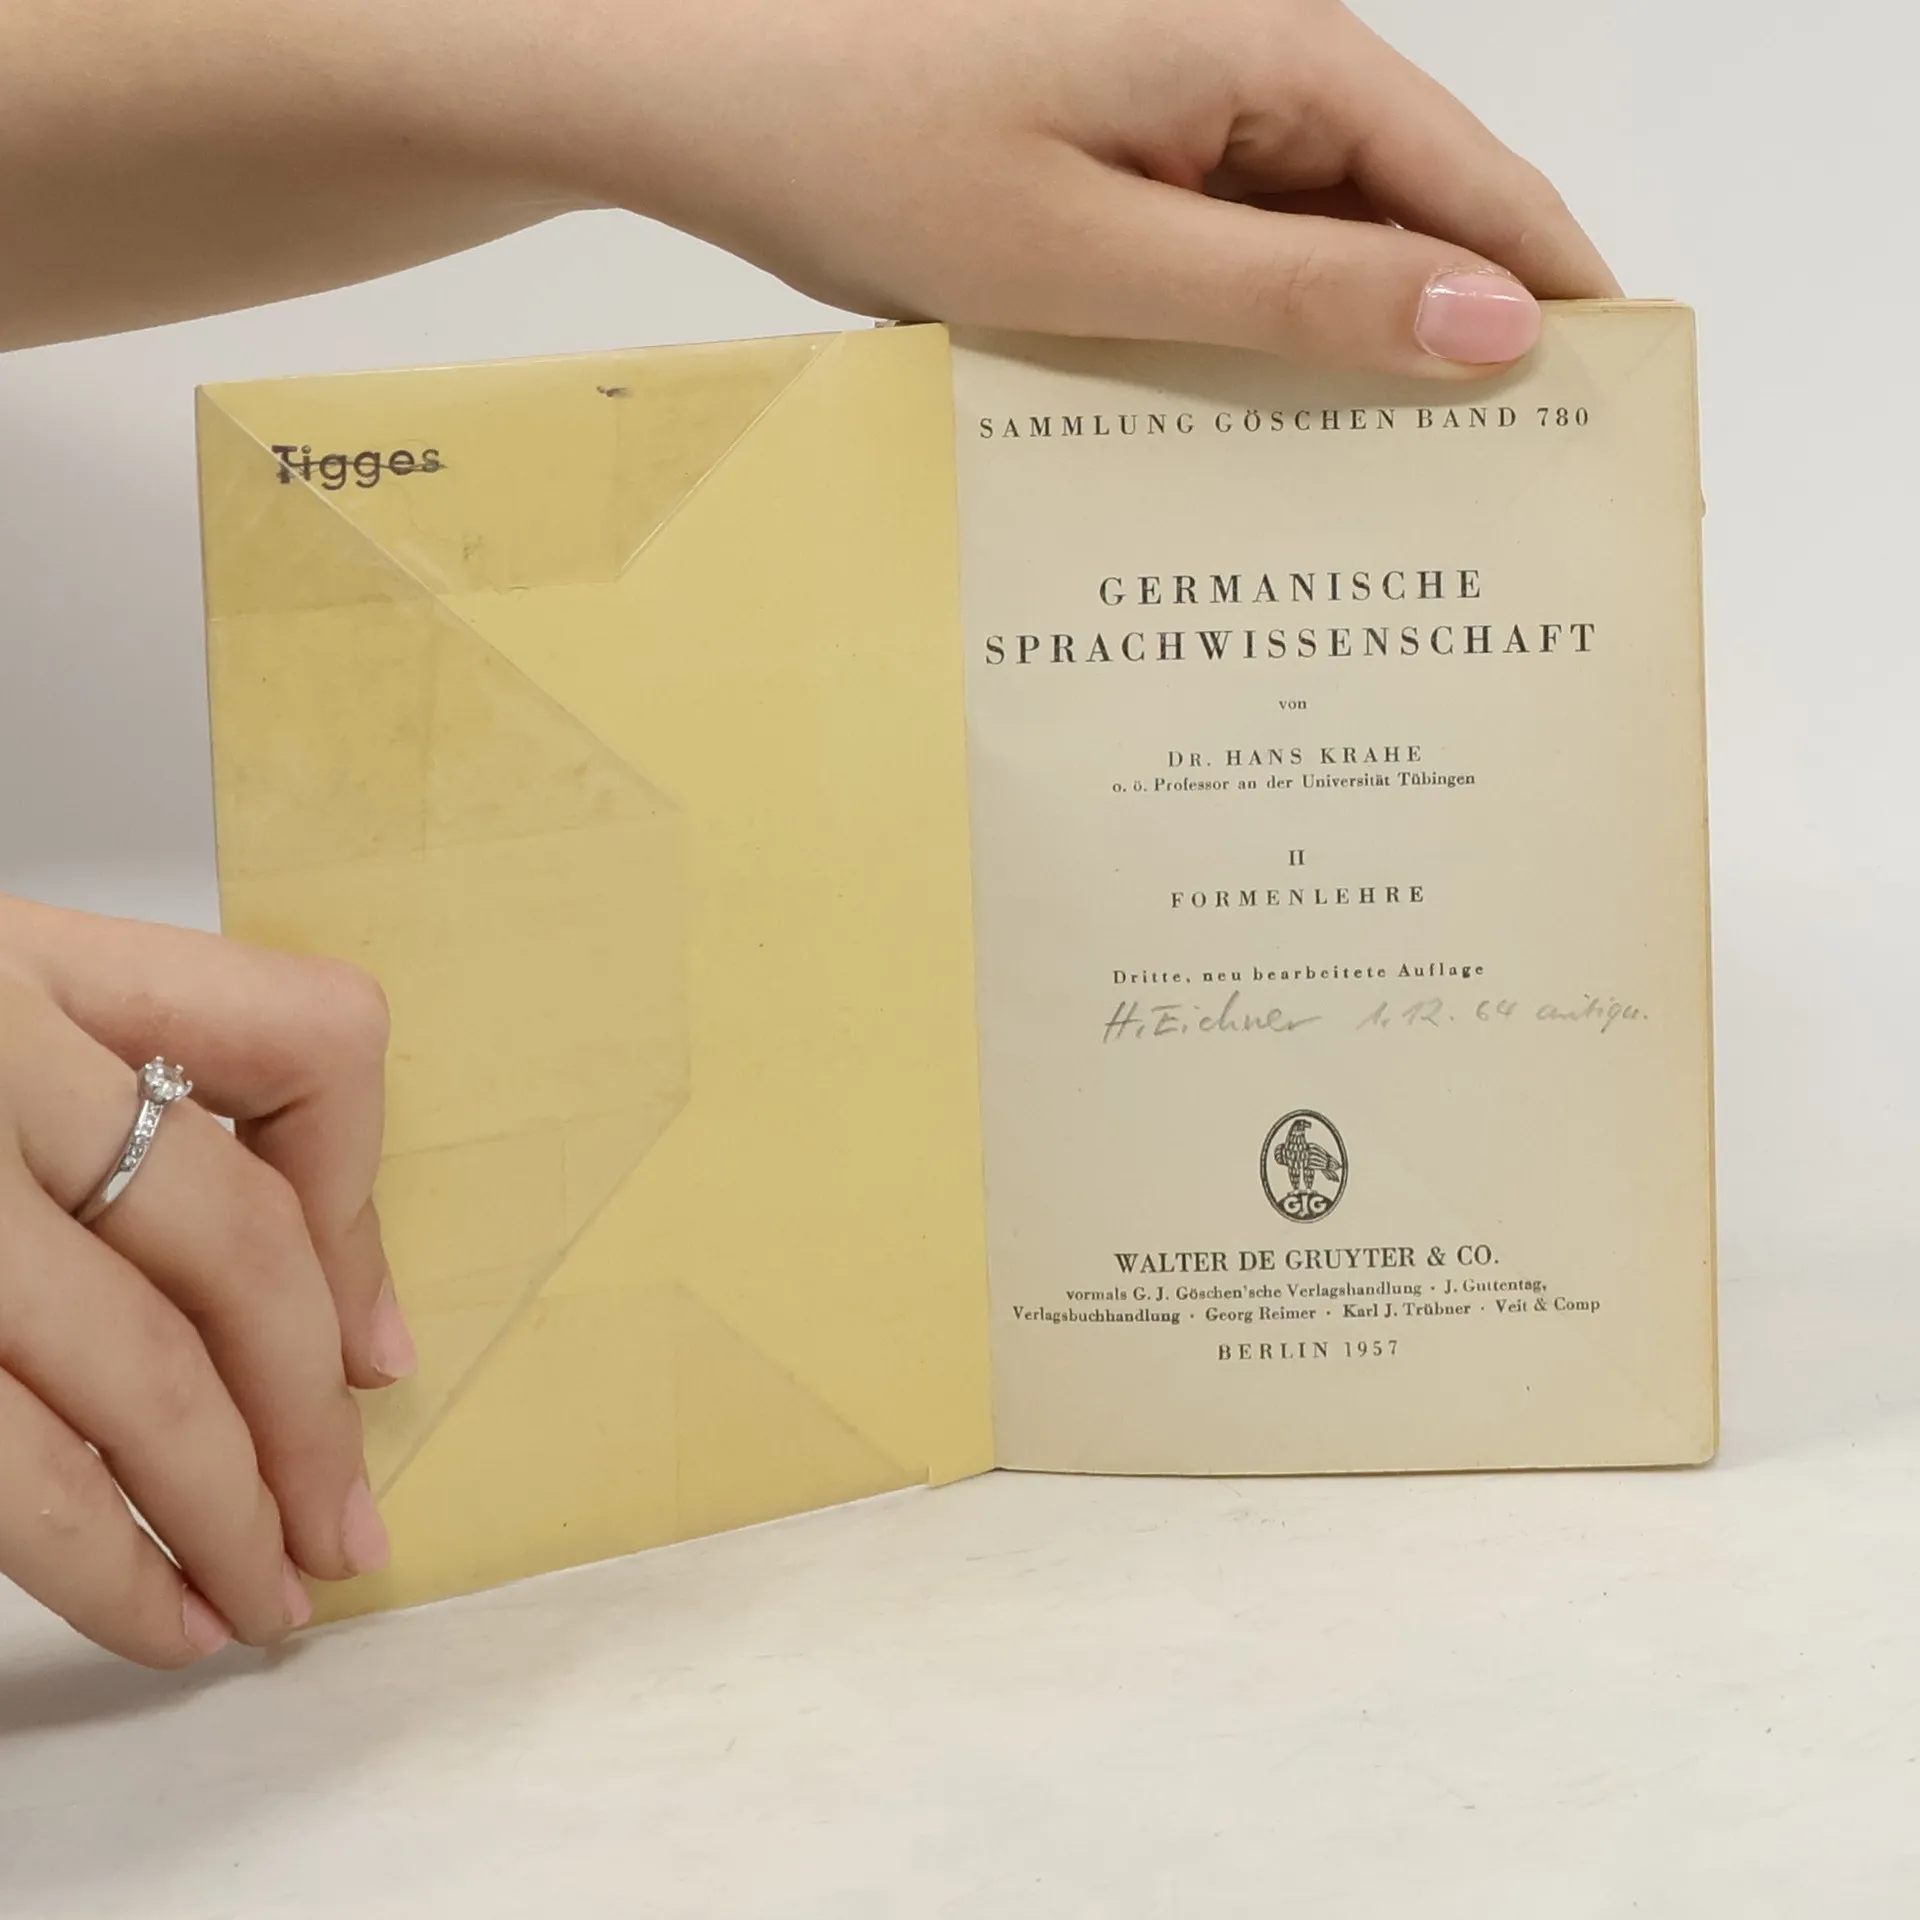 Tigges
SAMMLUNG GÖSCHEN BAND 780
GERMANISCHE
SPRACHWISSENSCHAFT
von
DR. HANS KRAHE
o. ö. Professor an der Universität Tübingen
II
FORMENLEHRE
Dritte, neu bearbeitete Auflage
H. Eichner 1. 12. 64 antiqu.
GJG
WALTER DE GRUYTER & CO.
vormals G. J. Göschen'sche Verlagshandlung · J. Guttentag,
Verlagsbuchhandlung · Georg Reimer · Karl J. Trübner · Veit & Comp
BERLIN 1957